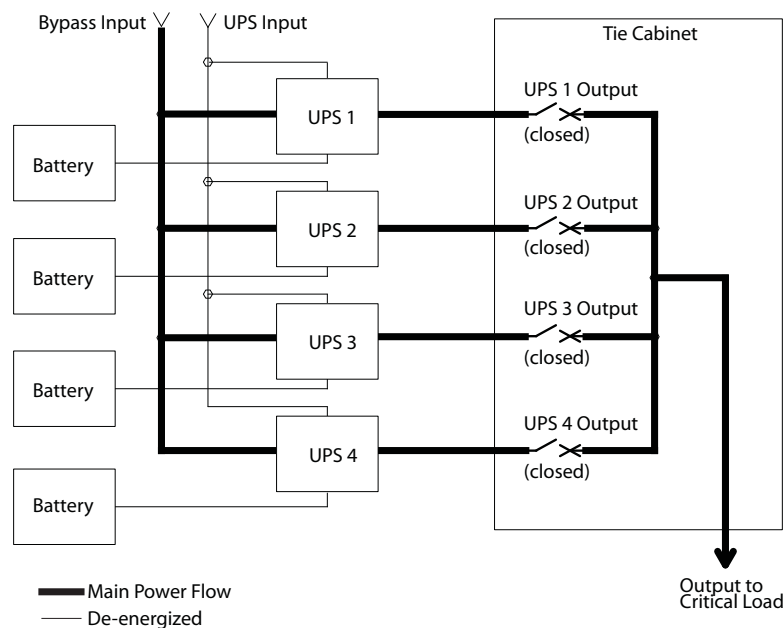 Bypass Input
UPS Input
Tie Cabinet
UPS 1
UPS 1 Output
(closed)
Battery
UPS 2
UPS 2 Output
(closed)
Battery
UPS 3
UPS 3 Output
(closed)
Battery
UPS 4
UPS 4 Output
(closed)
Battery
Main Power Flow
De-energized
Output to
Critical Load